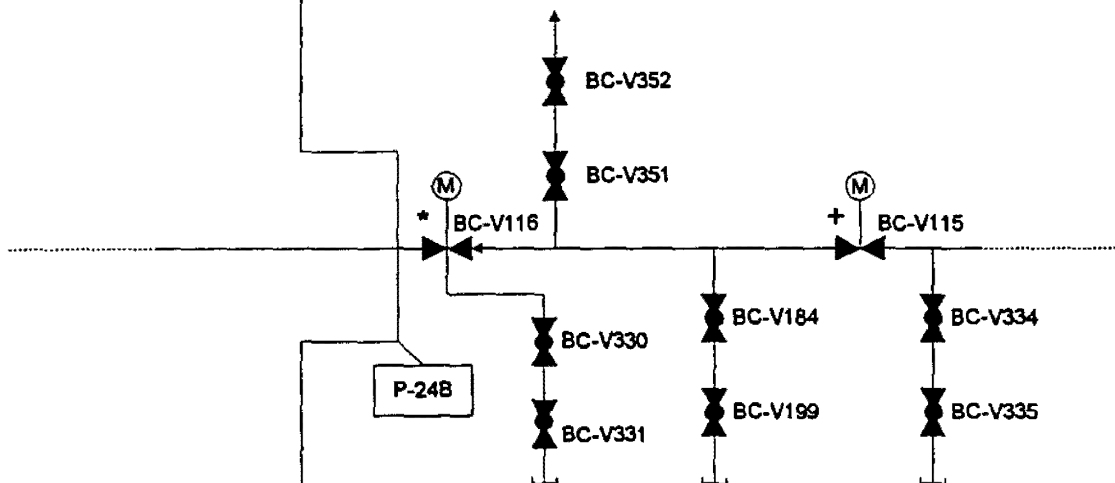 BC-V352
BC-V351
M
M
* BC-V116
+ BC-V115
BC-V184
BC-V334
BC-V330
P-24B
BC-V199
BC-V335
BC-V331